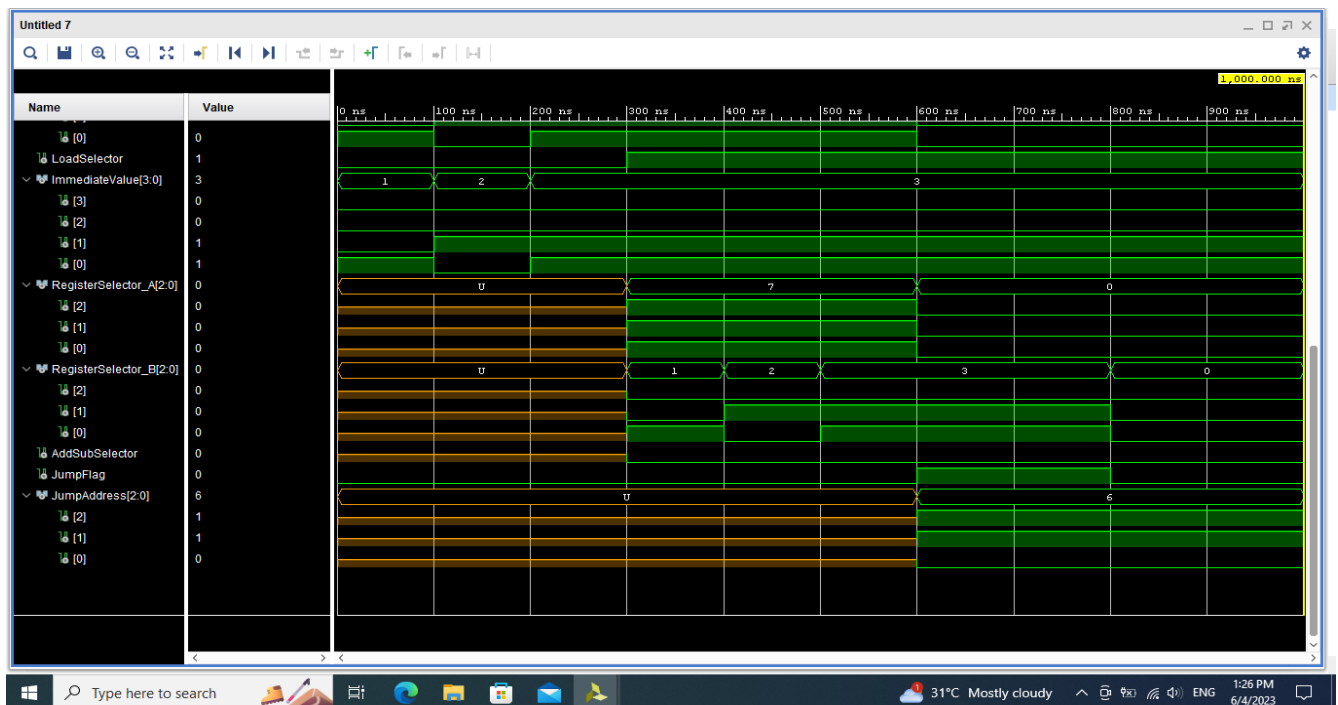 Untitled 7
1,000.000 ns
Name Value 0 ns 100 ns 200 ns 300 ns 400 ns 500 ns 600 ns 700 ns 800 ns 900 ns
[0] 0
LoadSelector 1
ImmediateValue[3:0] 3 1 2 3
[3] 0
[2] 0
[1] 1
[0] 1
RegisterSelector_A[2:0] 0 U 7 0
[2] 0
[1] 0
[0] 0
RegisterSelector_B[2:0] 0 U 1 2 3 0
[2] 0
[1] 0
[0] 0
AddSubSelector 0
JumpFlag 0
JumpAddress[2:0] 6 U 6
[2] 1
[1] 1
[0] 0
Type here to search 31°C Mostly cloudy ENG 1:26 PM
6/4/2023